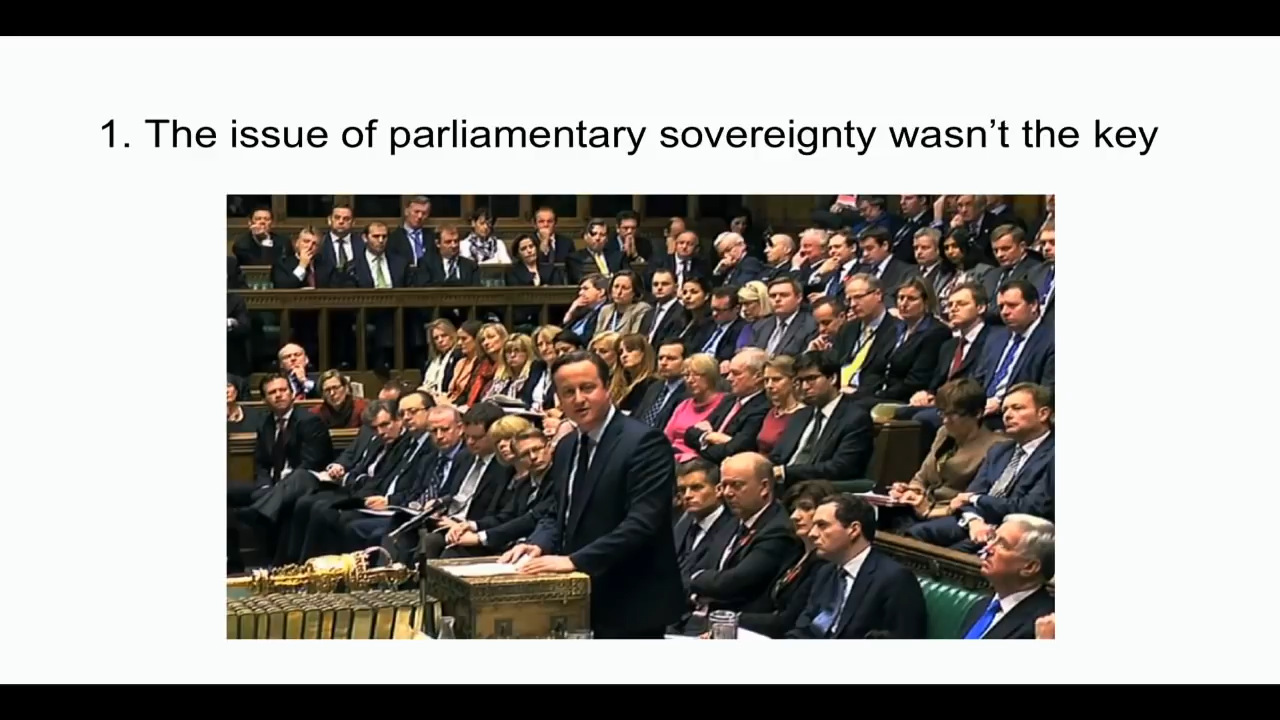 1. The issue of parliamentary sovereignty wasn’t the key